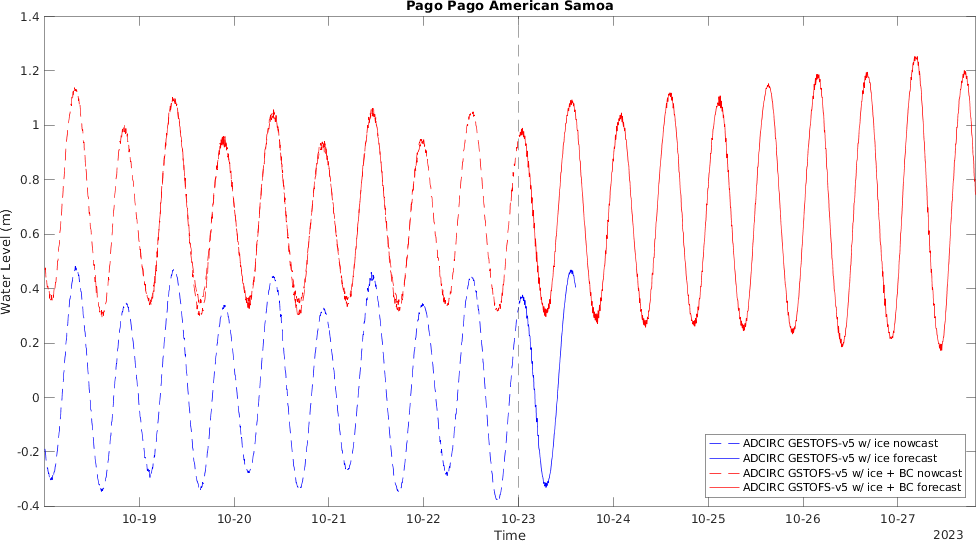 Pago Pago American Samoa
1.4
1.2
1
0.8
0.6
0.4
0.2
0
-0.2
-0.4
Water Level (m)
ADCIRC GESTOFS-v5 w/ ice nowcast
ADCIRC GESTOFS-v5 w/ ice forecast
ADCIRC GSTOFS-v5 w/ ice + BC nowcast
ADCIRC GSTOFS-v5 w/ ice + BC forecast
10-19 10-20 10-21 10-22 10-23 10-24 10-25 10-26 10-27
Time
2023